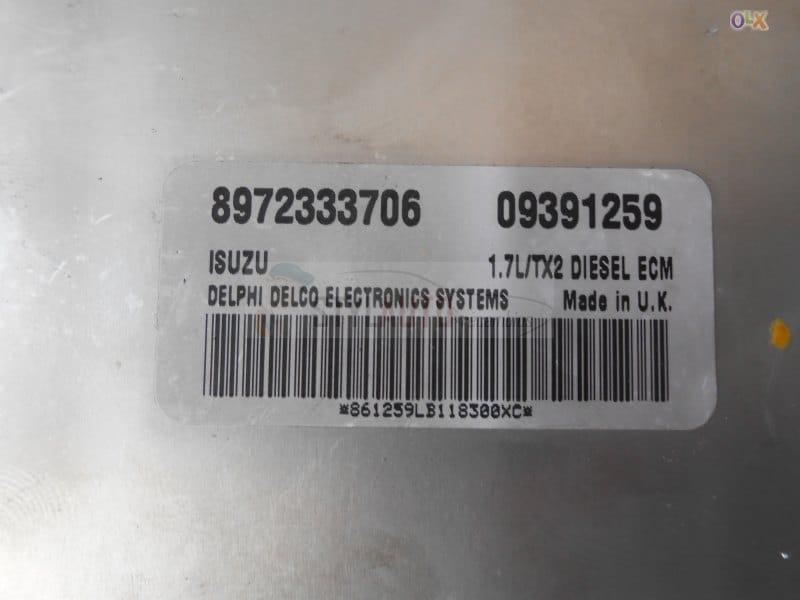 OLX
8972333706 09391259
ISUZU 1.7L/TX2 DIESEL ECM
DELPHI DELCO ELECTRONICS SYSTEMS Made in U.K.
*861259LB118300XC*